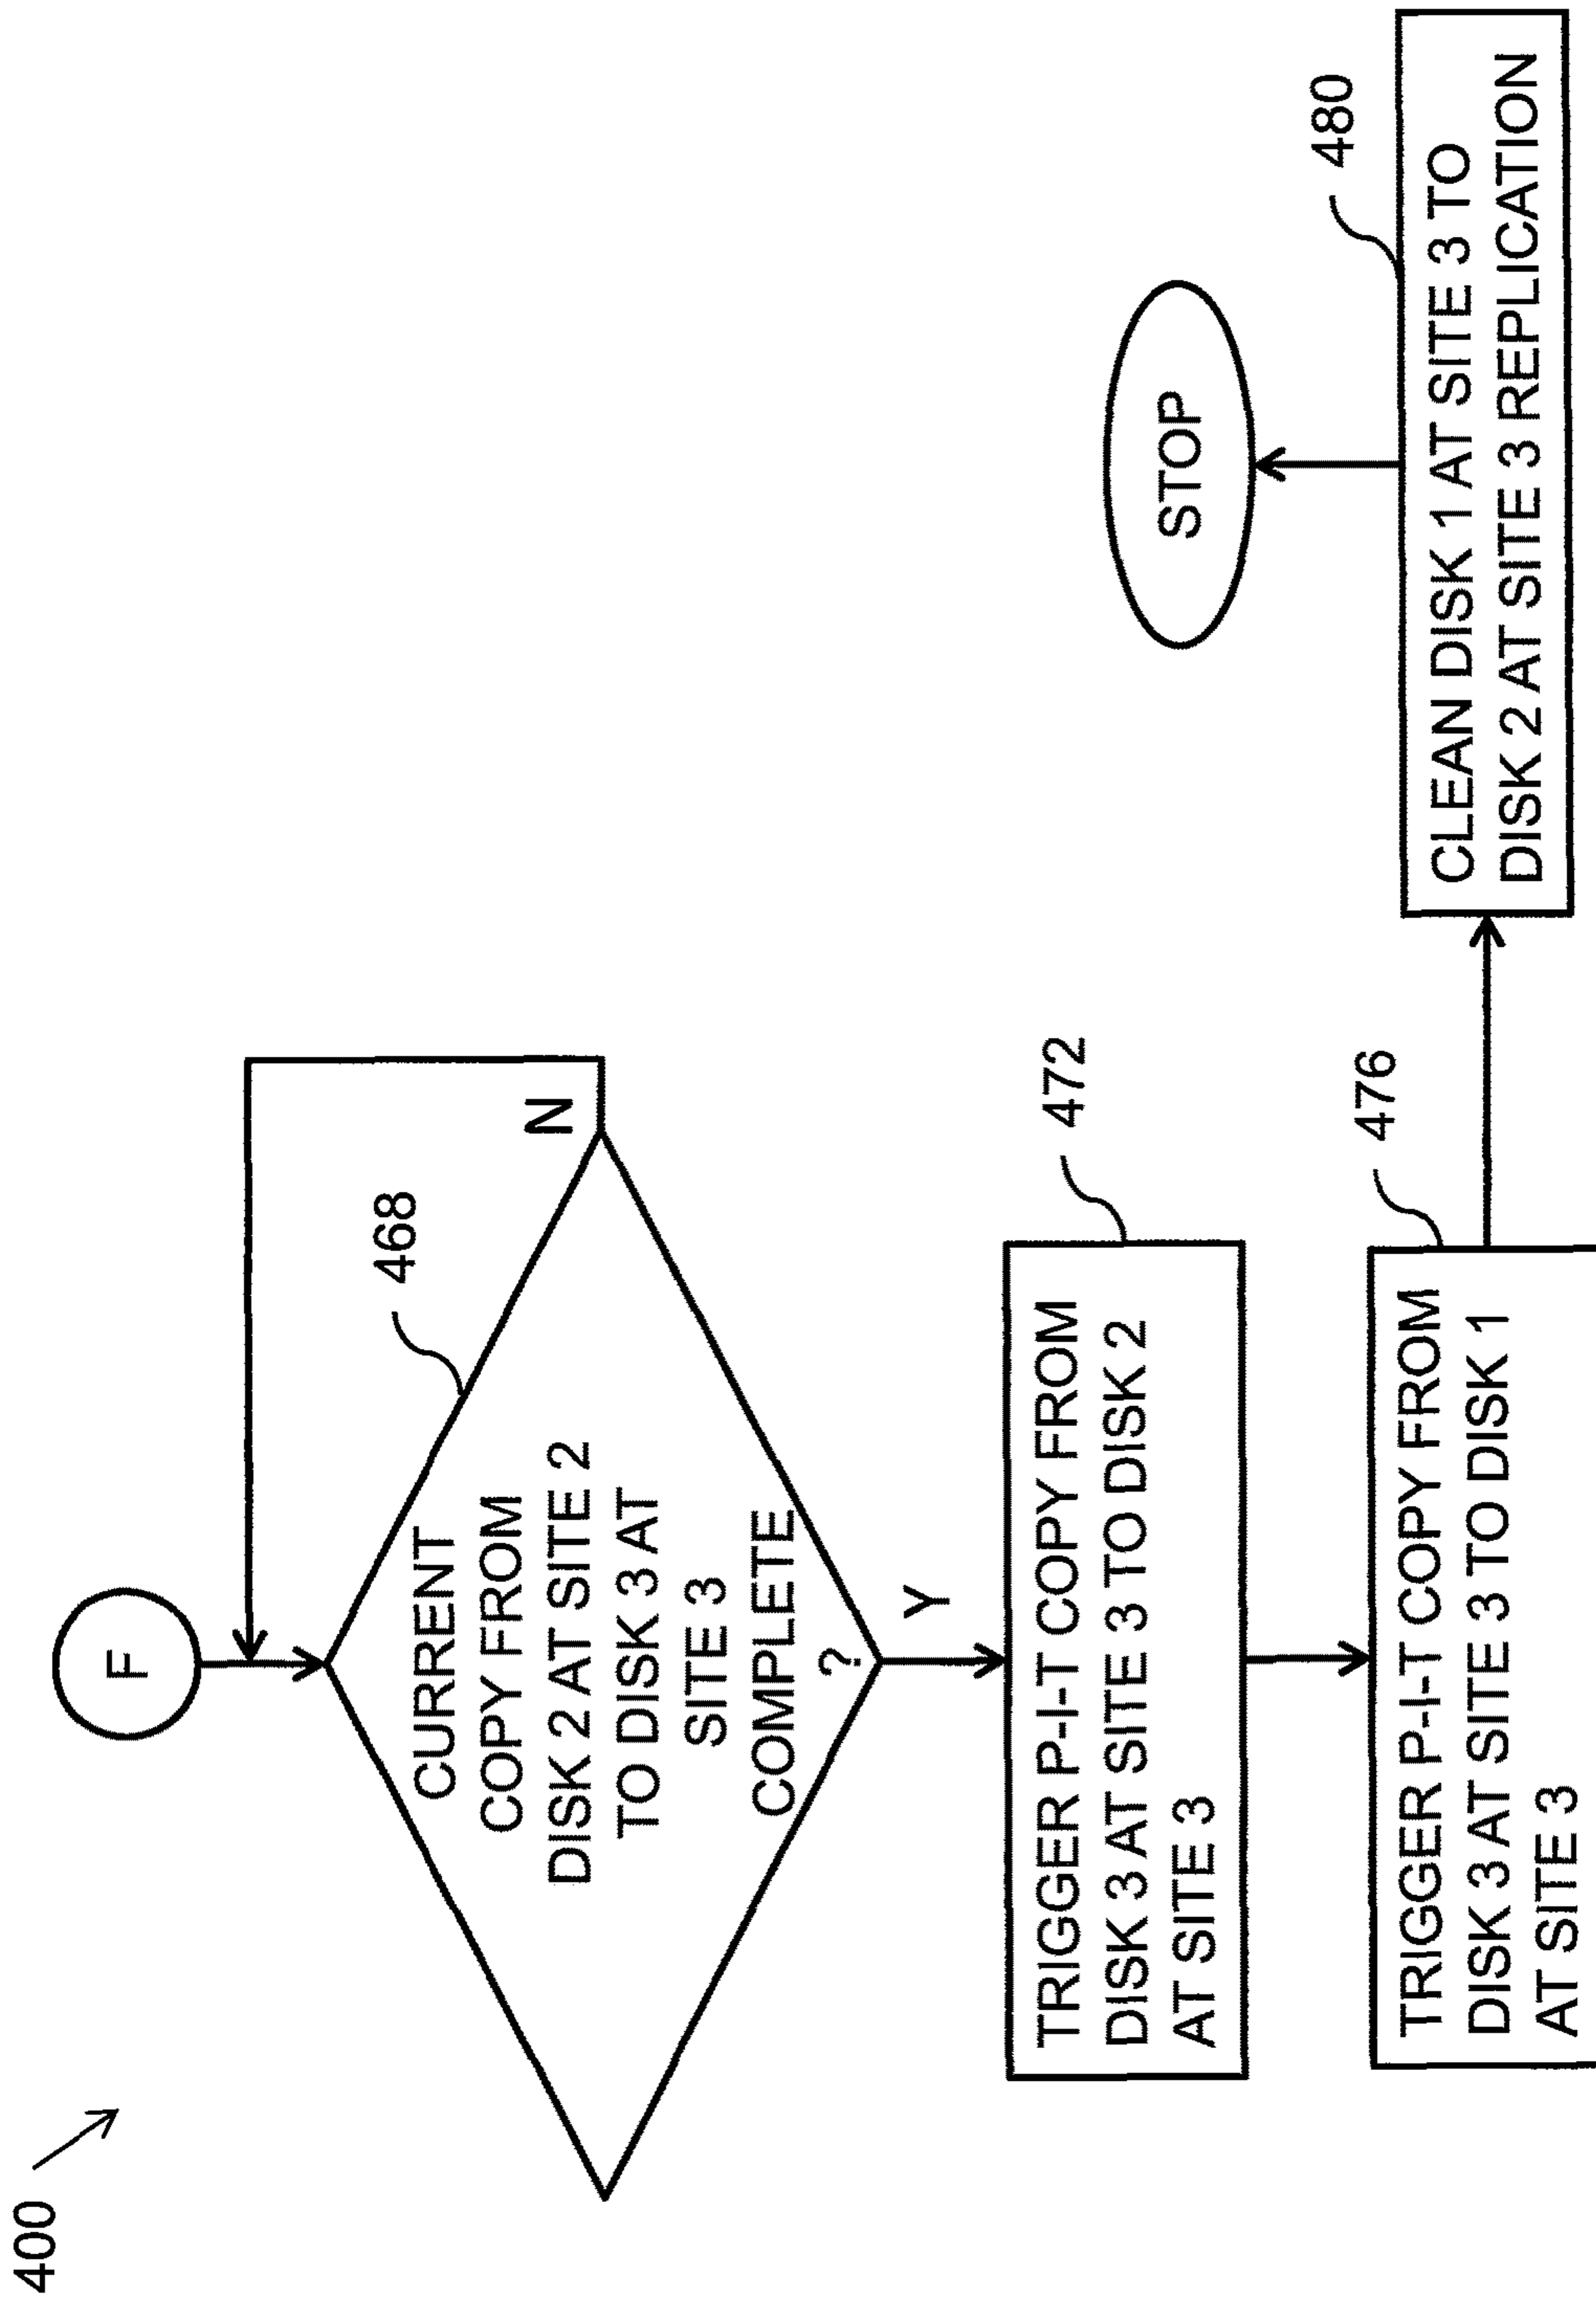 400
F
468
CURRENT
COPY FROM
DISK 2 AT SITE 2
TO DISK 3 AT
SITE 3
COMPLETE
?
N
Y
472
TRIGGER P-I-T COPY FROM
DISK 3 AT SITE 3 TO DISK 2
AT SITE 3
476
TRIGGER P-I-T COPY FROM
DISK 3 AT SITE 3 TO DISK 1
AT SITE 3
480
CLEAN DISK 1 AT SITE 3 TO
DISK 2 AT SITE 3 REPLICATION
STOP